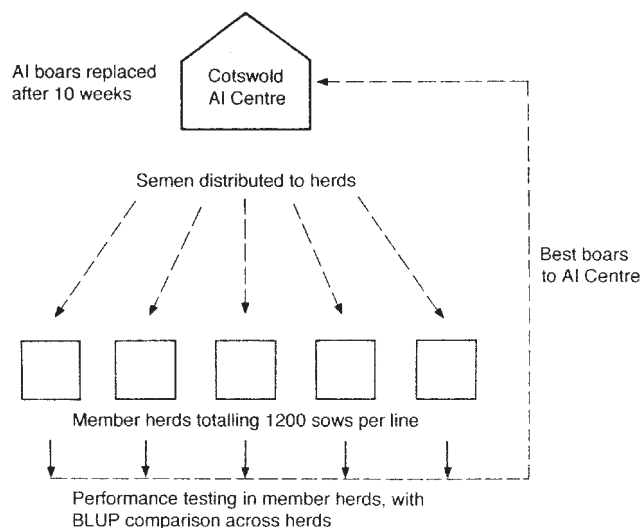 AI boars replaced
after 10 weeks
Cotswold
AI Centre
Semen distributed to herds
Best boars
to AI Centre
Member herds totalling 1200 sows per line
Performance testing in member herds, with
BLUP comparison across herds